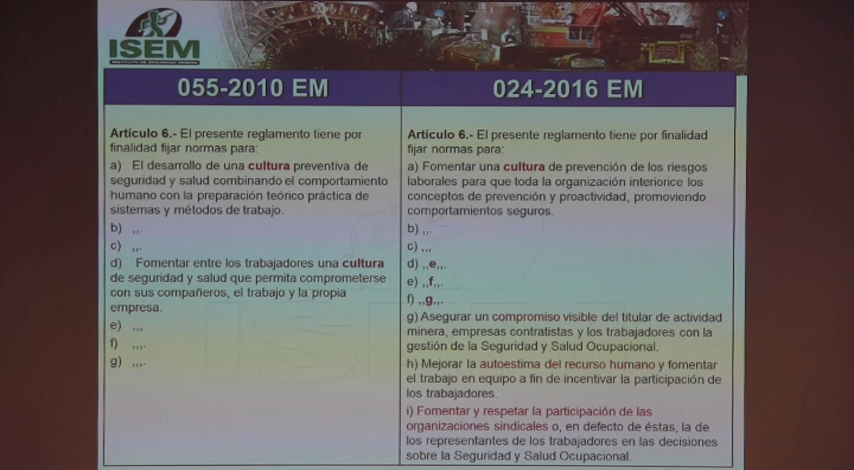 ISEM
INSTITUTO DE SEGURIDAD MINERA
055-2010 EM
Artículo 6.- El presente reglamento tiene por
finalidad fijar normas para:
a) El desarrollo de una cultura preventiva de
seguridad y salud combinando el comportamiento
humano con la preparación teórico práctica de
sistemas y métodos de trabajo.
b) ,,.
c) ,,.
d) Fomentar entre los trabajadores una cultura
de seguridad y salud que permita comprometerse
con sus compañeros, el trabajo y la propia
empresa.
e) ,,,
f) ,,,.
g) ,,,.
024-2016 EM
Artículo 6.- El presente reglamento tiene por finalidad
fijar normas para:
a) Fomentar una cultura de prevención de los riesgos
laborales para que toda la organización interiorice los
conceptos de prevención y proactividad, promoviendo
comportamientos seguros.
b) ,,.
c) ,,,
d) ,,e,,.
e) ,,f,,.
f) ,,g,,.
g) Asegurar un compromiso visible del titular de actividad
minera, empresas contratistas y los trabajadores con la
gestión de la Seguridad y Salud Ocupacional.
h) Mejorar la autoestima del recurso humano y fomentar
el trabajo en equipo a fin de incentivar la participación de
los trabajadores.
i) Fomentar y respetar la participación de las
organizaciones sindicales o, en defecto de éstas, la de
los representantes de los trabajadores en las decisiones
sobre la Seguridad y Salud Ocupacional.